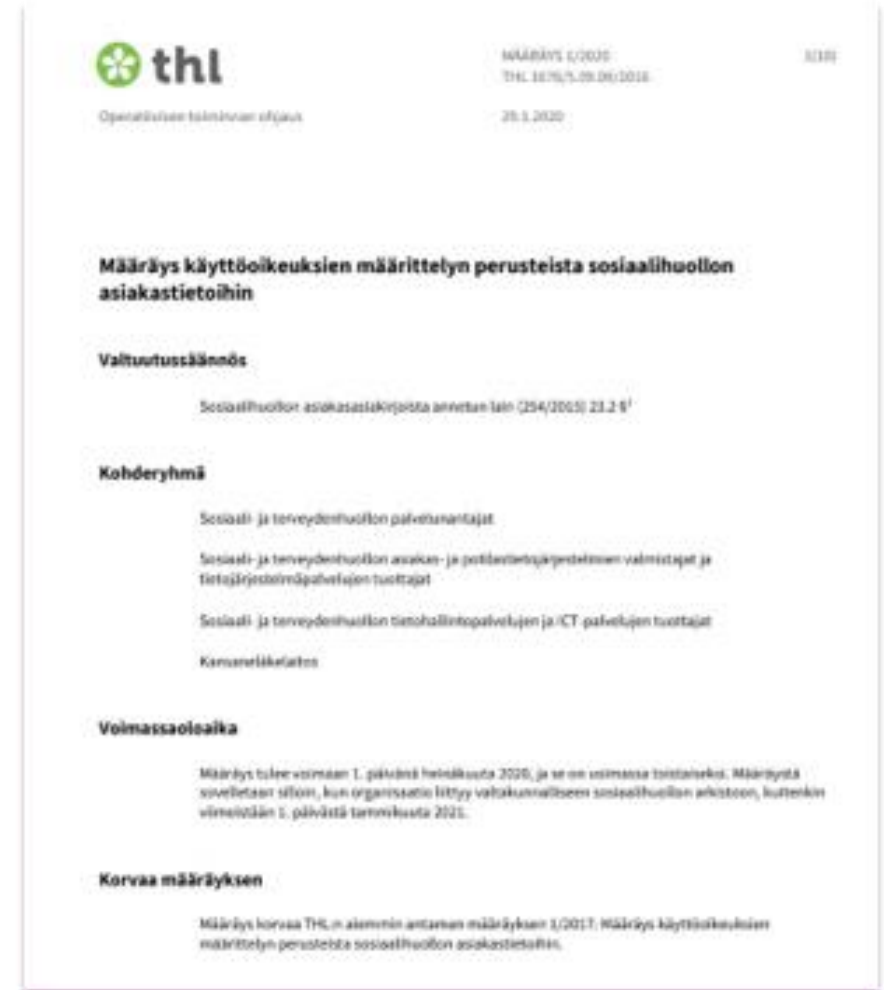 thl
MÄÄRÄYS 1/2020
1(10)
THL 1676/5.09.00/2016
Operatiivisen toiminnan ohjaus
29.1.2020
Määräys käyttöoikeuksien määrittelyn perusteista sosiaalihuollon
asiakastietoihin
Valtuutussäännös
Sosiaalihuollon asiakasasiakirjoista annetun lain (254/2015) 23.2 §¹
Kohderyhmä
Sosiaali- ja terveydenhuollon palvelunantajat
Sosiaali- ja terveydenhuollon asiakas- ja potilastietojärjestelmien valmistajat ja
tietojärjestelmäpalvelujen tuottajat
Sosiaali- ja terveydenhuollon tietohallintopalvelujen ja ICT-palvelujen tuottajat
Kansaneläkelaitos
Voimassaoloaika
Määräys tulee voimaan 1. päivänä heinäkuuta 2020, ja se on voimassa toistaiseksi. Määräystä
sovelletaan silloin, kun organisaatio liittyy valtakunnalliseen sosiaalihuollon arkistoon, kuitenkin
viimeistään 1. päivästä tammikuuta 2021.
Korvaa määräyksen
Määräys korvaa THL:n aiemmin antaman määräyksen 1/2017: Määräys käyttöoikeuksien
määrittelyn perusteista sosiaalihuollon asiakastietoihin.